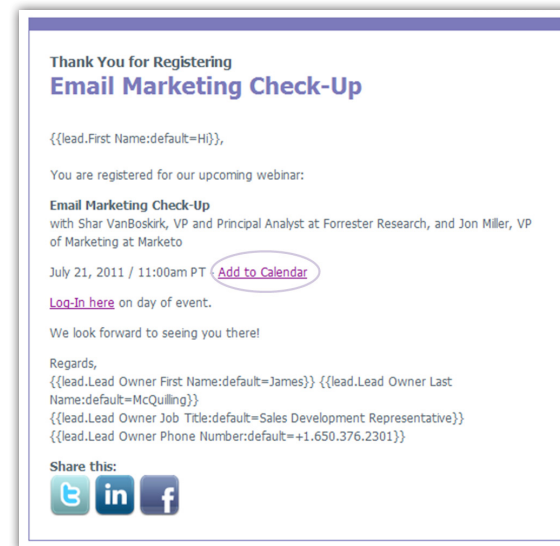 Thank You for Registering
Email Marketing Check-Up
{{lead.First Name:default=Hi}},
You are registered for our upcoming webinar:
Email Marketing Check-Up
with Shar VanBoskirk, VP and Principal Analyst at Forrester Research, and Jon Miller, VP
of Marketing at Marketo
July 21, 2011 / 11:00am PT - Add to Calendar
Log-In here on day of event.
We look forward to seeing you there!
Regards,
{{lead.Lead Owner First Name:default=James}} {{lead.Lead Owner Last
Name:default=McQuilling}}
{{lead.Lead Owner Job Title:default=Sales Development Representative}}
{{lead.Lead Owner Phone Number:default=+1.650.376.2301}}
Share this:
t in f